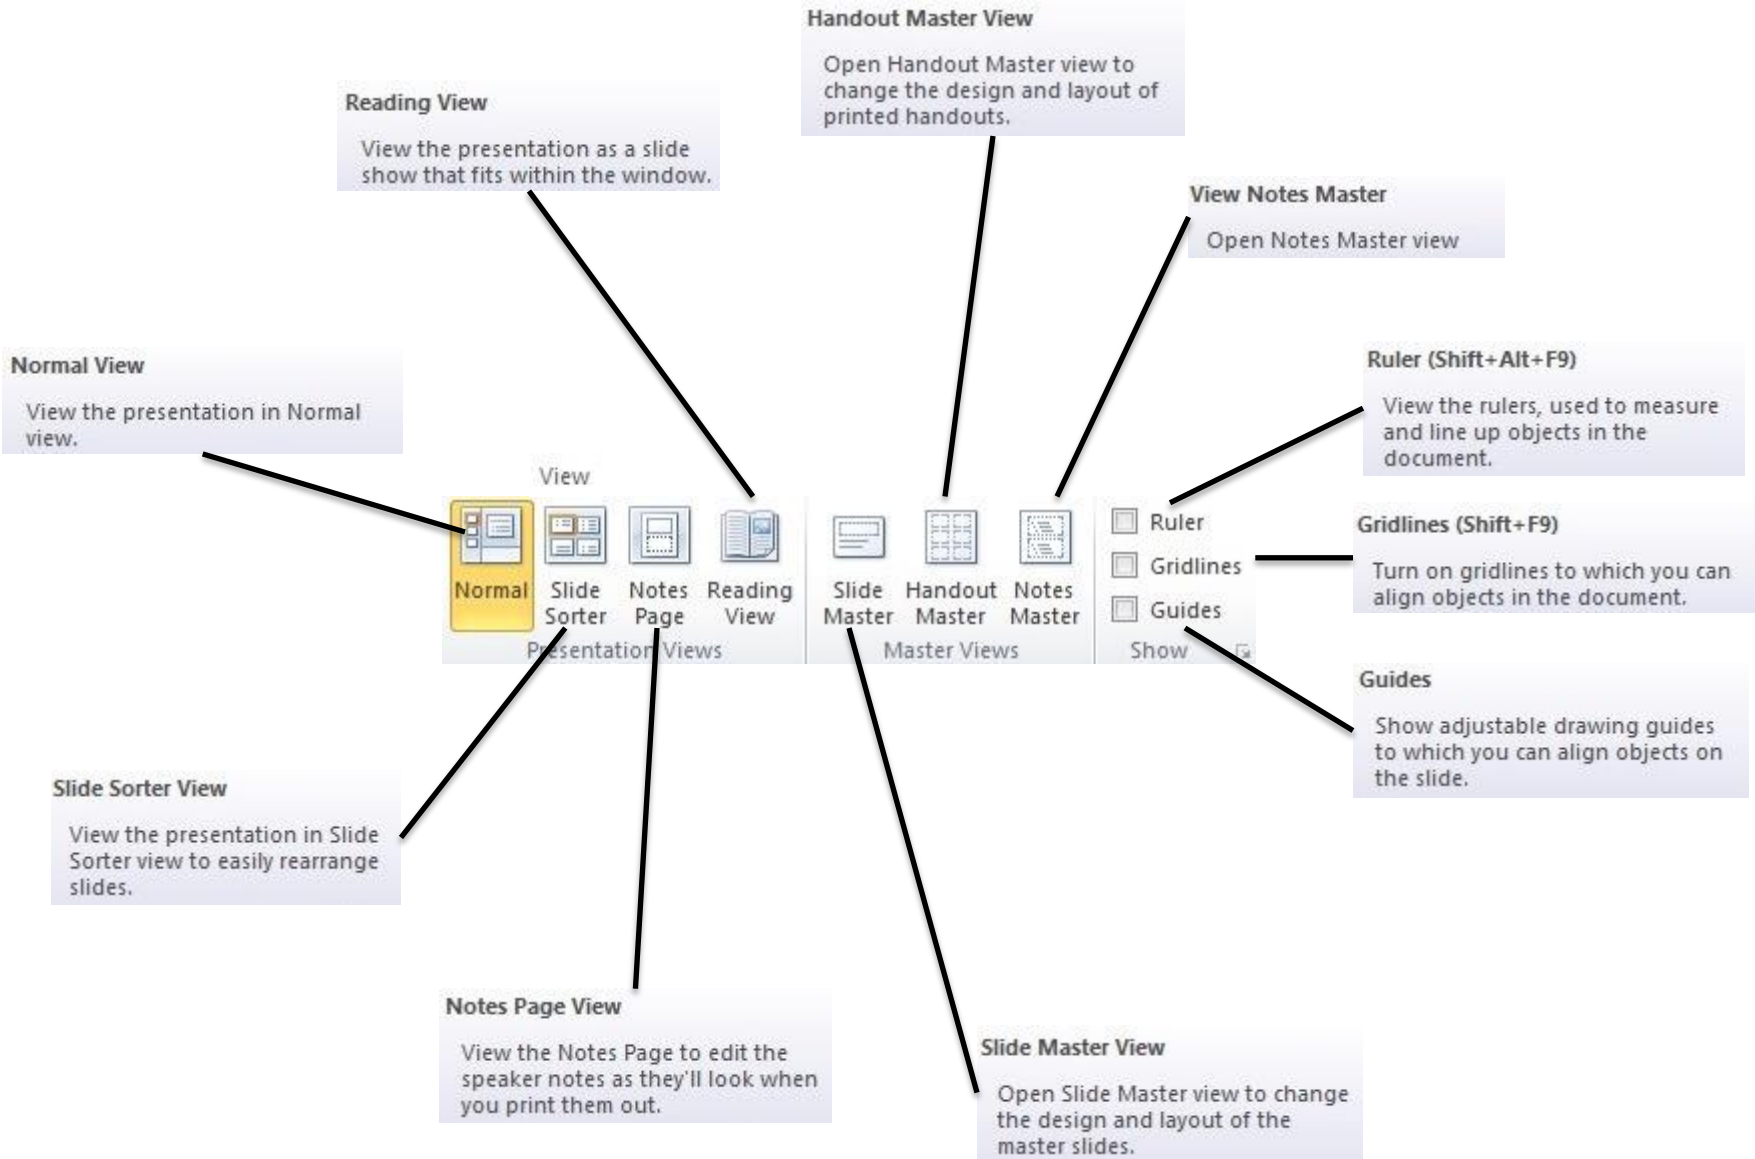 Handout Master View
Open Handout Master view to
change the design and layout of
printed handouts.
Reading View
View the presentation as a slide
show that fits within the window.
View Notes Master
Open Notes Master view
Normal View
View the presentation in Normal
view.
Ruler (Shift+Alt+F9)
View the rulers, used to measure
and line up objects in the
document.
View
Normal
Slide
Sorter
Notes
Page
Reading
View
Presentation Views
Slide
Master
Handout
Master
Notes
Master
Master Views
Ruler
Gridlines
Guides
Show
Gridlines (Shift+F9)
Turn on gridlines to which you can
align objects in the document.
Guides
Show adjustable drawing guides
to which you can align objects on
the slide.
Slide Sorter View
View the presentation in Slide
Sorter view to easily rearrange
slides.
Notes Page View
View the Notes Page to edit the
speaker notes as they'll look when
you print them out.
Slide Master View
Open Slide Master view to change
the design and layout of the
master slides.